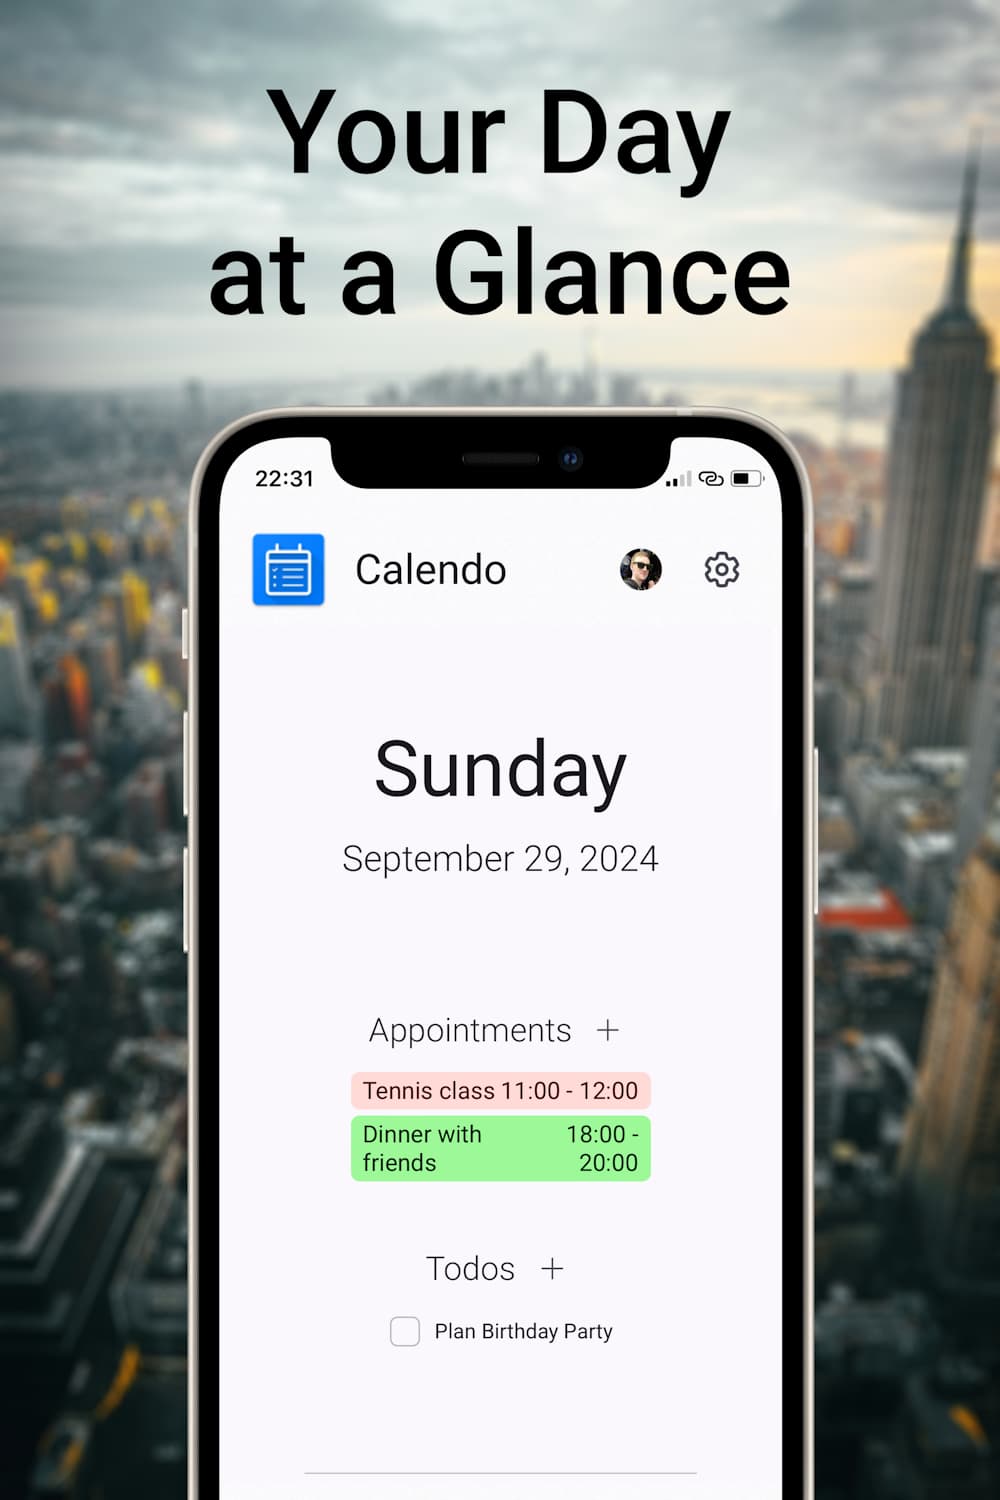 Your Day
at a Glance
22:31
Calendo
Sunday
September 29, 2024
Appointments +
Tennis class 11:00 - 12:00
Dinner with 18:00 -
friends 20:00
Todos +
Plan Birthday Party